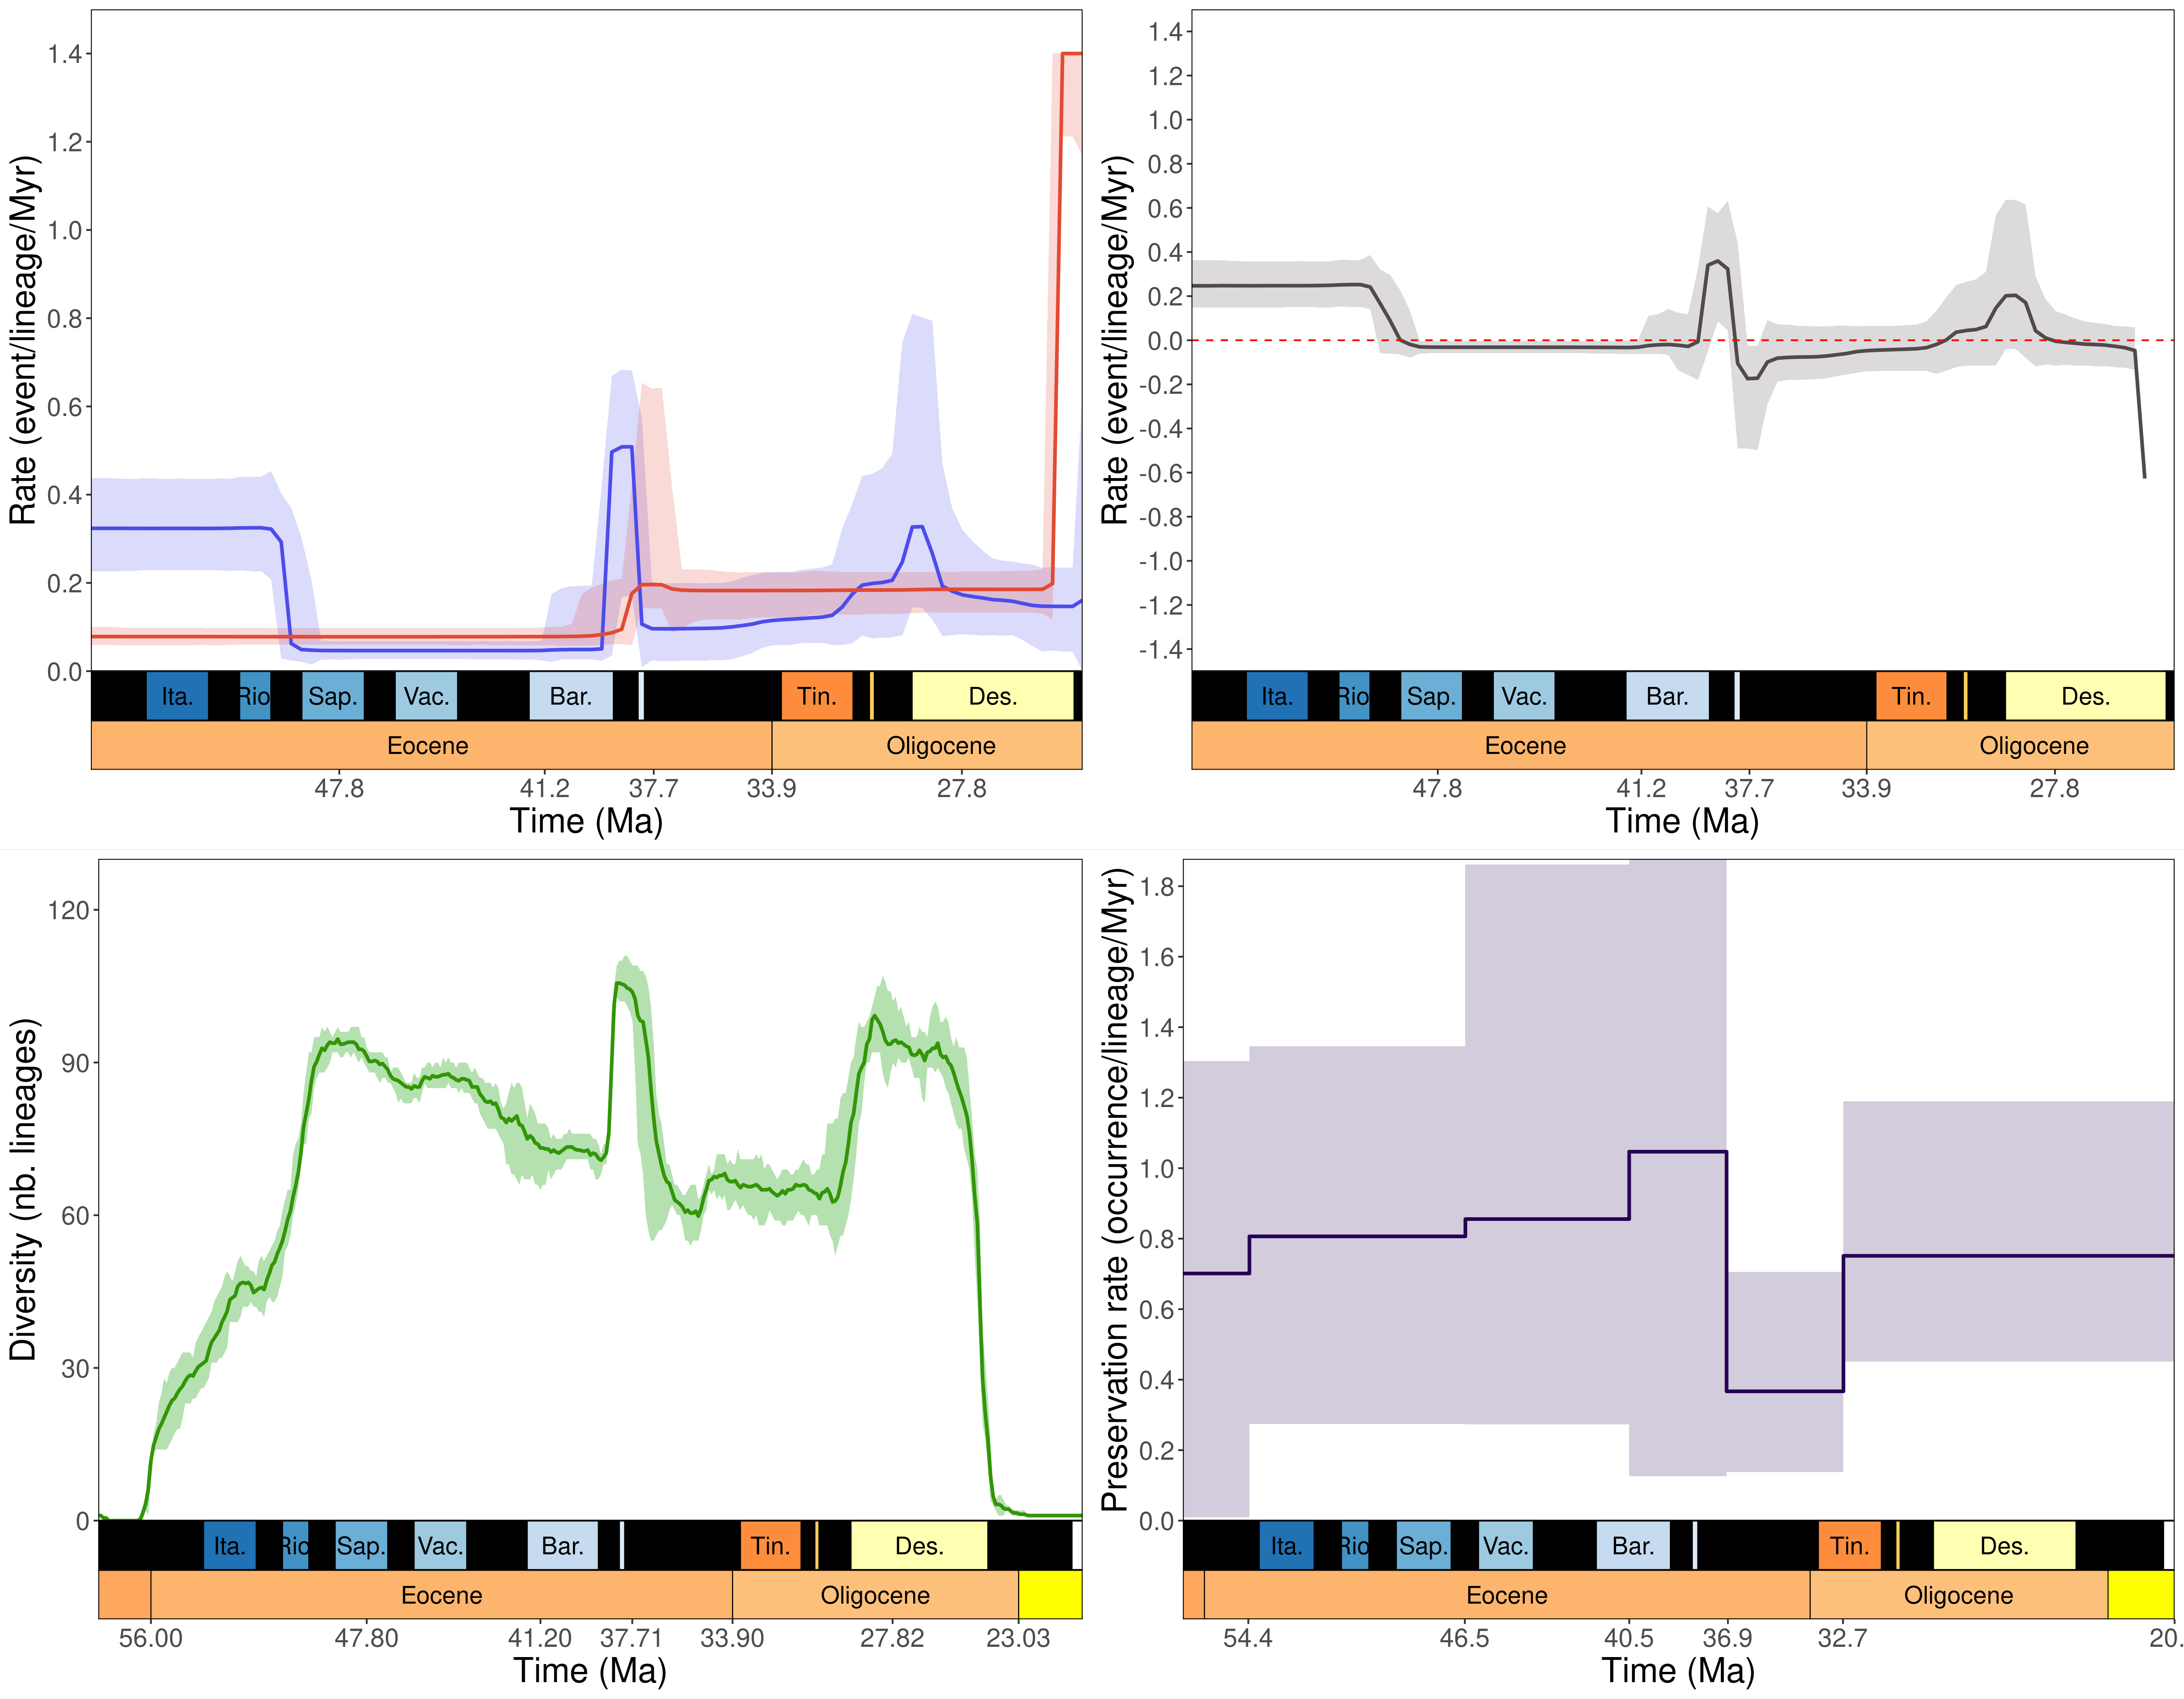 Rate (event/lineage/Myr)
1.4
1.2
1.0
0.8
0.6
0.4
0.2
0.0
Ita. Rio Sap. Vac. Bar. Tin. Des.
Eocene Oligocene
47.8 41.2 37.7 33.9 27.8
Time (Ma)
Rate (event/lineage/Myr)
1.4
1.2
1.0
0.8
0.6
0.4
0.2
0.0
-0.2
-0.4
-0.6
-0.8
-1.0
-1.2
-1.4
Ita. Rio Sap. Vac. Bar. Tin. Des.
Eocene Oligocene
47.8 41.2 37.7 33.9 27.8
Time (Ma)
Diversity (nb. lineages)
120
90
60
30
0
Ita. Rio Sap. Vac. Bar. Tin. Des.
Eocene Oligocene
56.00 47.80 41.20 37.71 33.90 27.82 23.03
Time (Ma)
Preservation rate (occurrence/lineage/Myr)
1.8
1.6
1.4
1.2
1.0
0.8
0.6
0.4
0.2
0.0
Ita. Rio Sap. Vac. Bar. Tin. Des.
Eocene Oligocene
54.4 46.5 40.5 36.9 32.7 20.
Time (Ma)